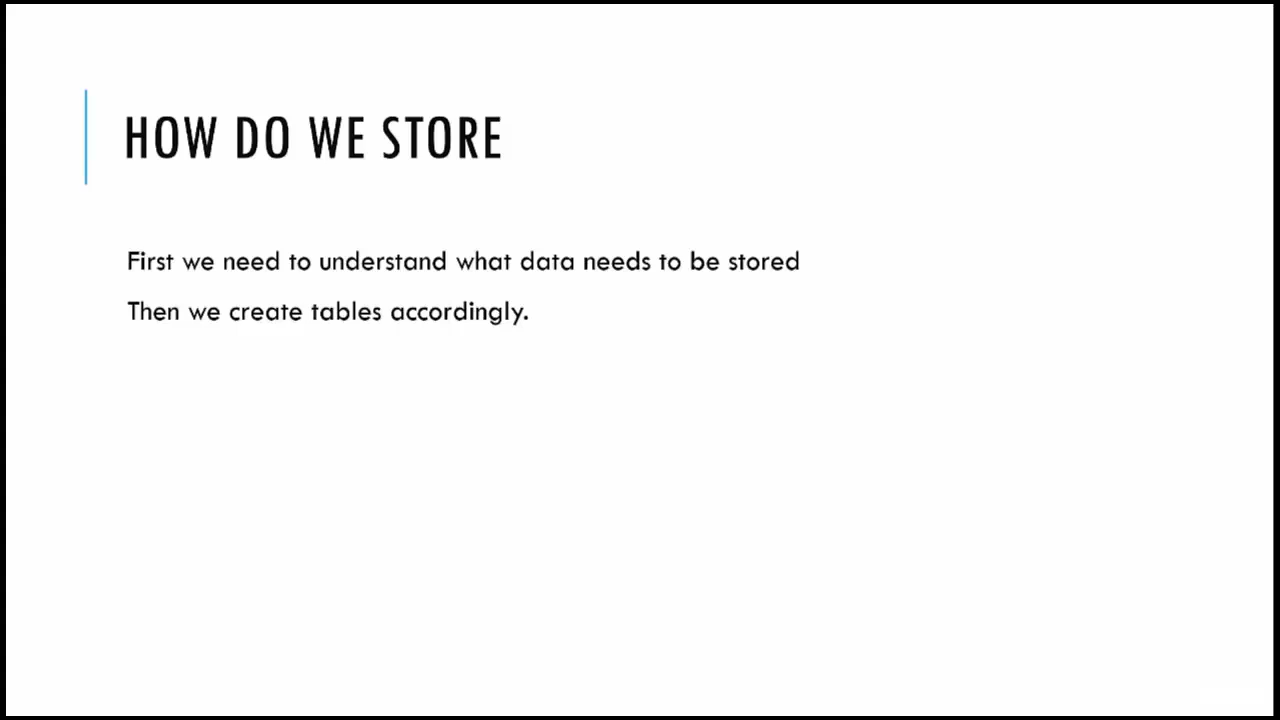 HOW DO WE STORE
First we need to understand what data needs to be stored
Then we create tables accordingly.